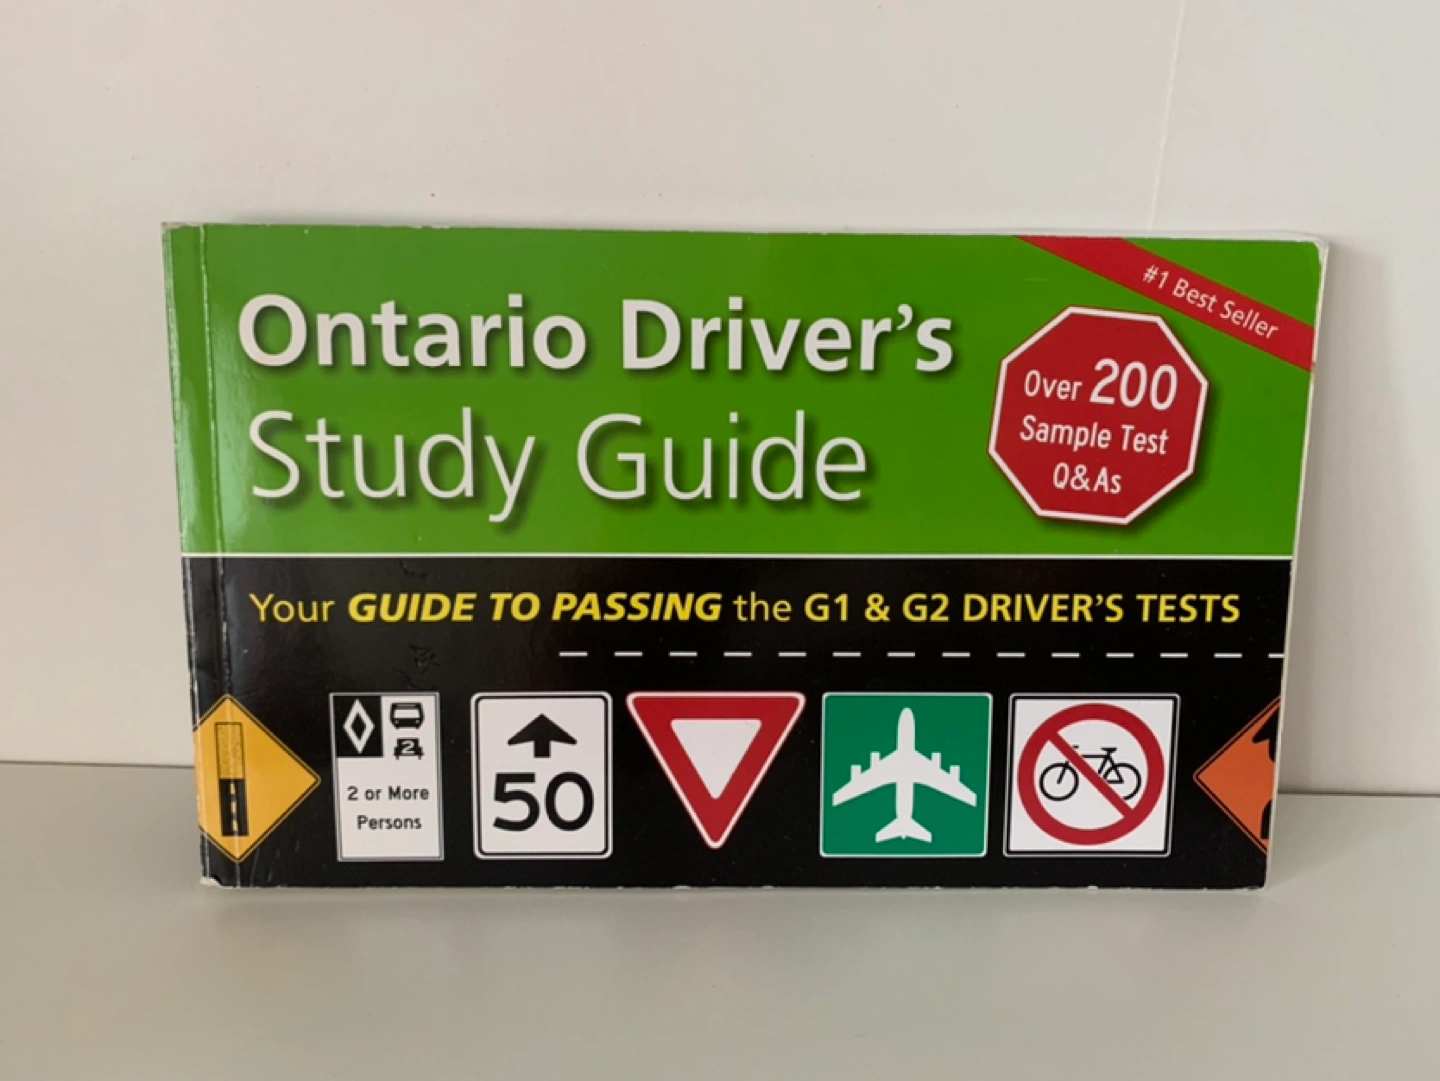 #1 Best Seller
Ontario Driver's
Study Guide
Over 200
Sample Test
Q&As
Your GUIDE TO PASSING the G1 & G2 DRIVER'S TESTS
2
2 or More
Persons
50